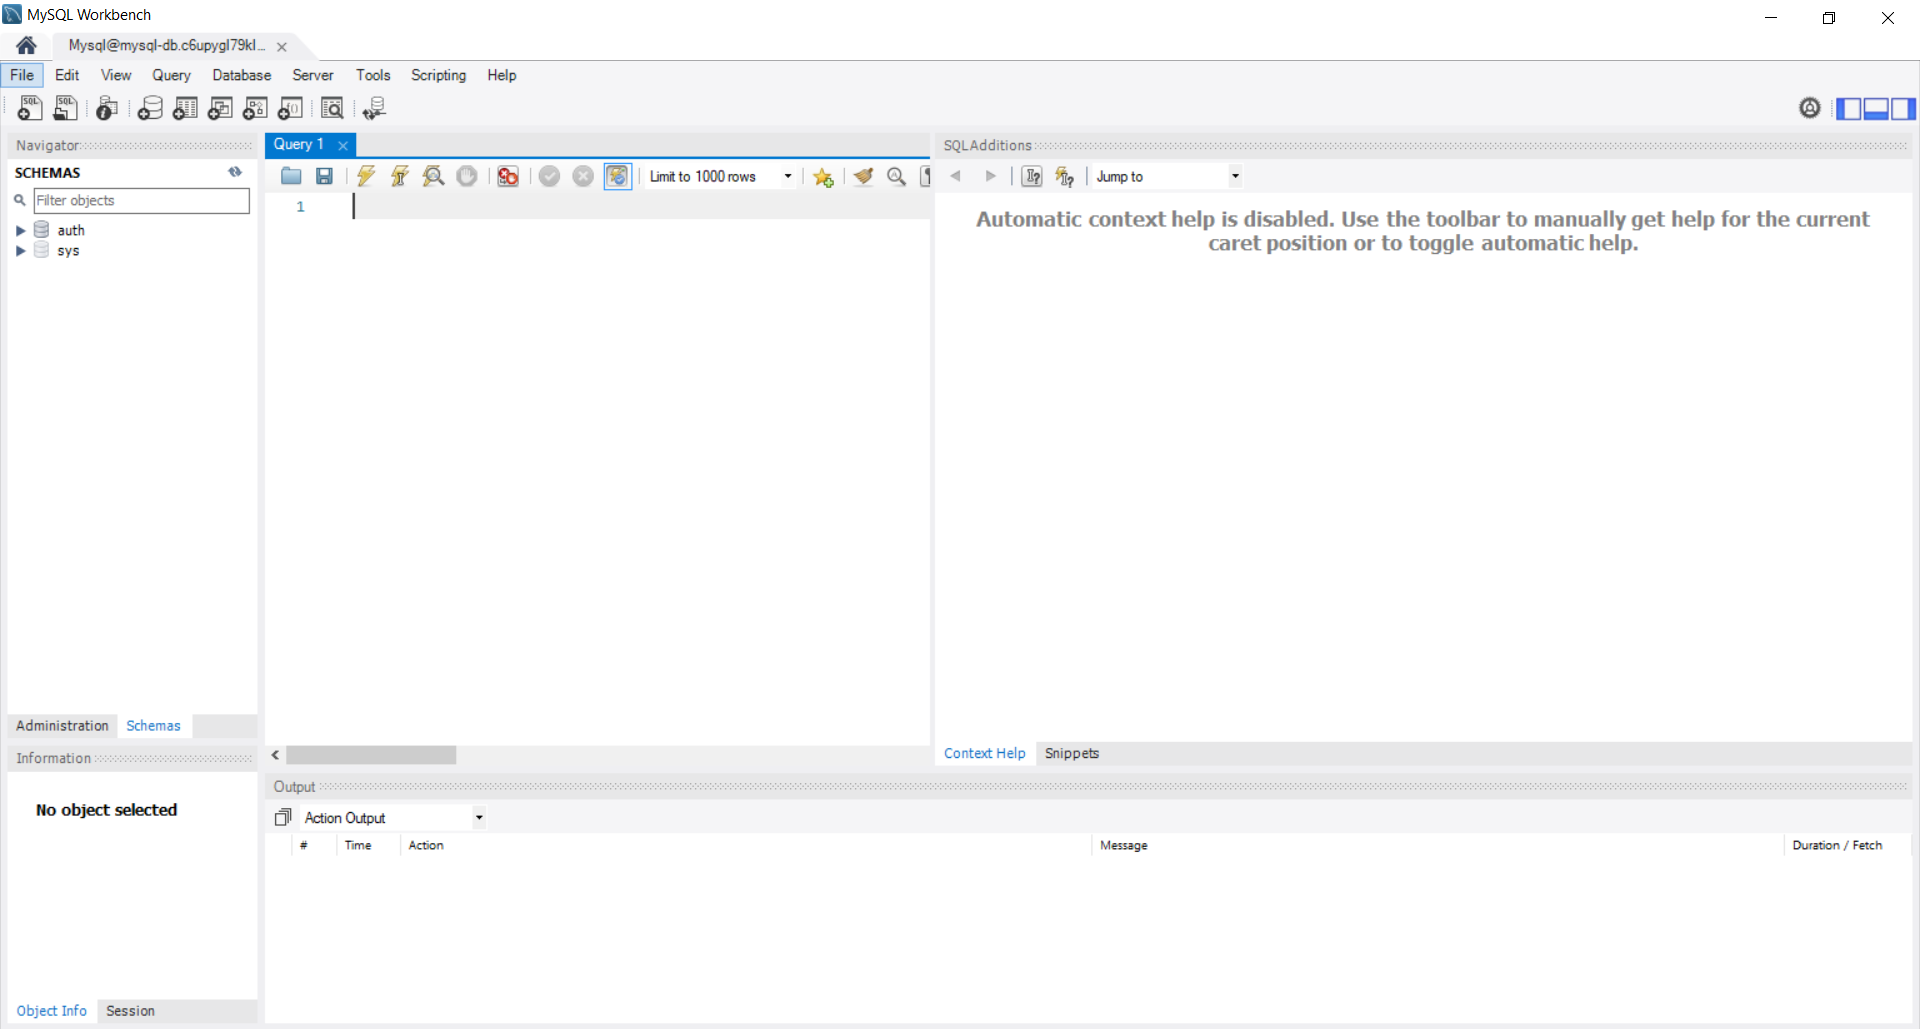 MySQL Workbench
Mysql@mysql-db.c6upygl79kl...
File Edit View Query Database Server Tools Scripting Help
Navigator
SCHEMAS
Filter objects
auth
sys
Administration Schemas
Information
No object selected
Object Info Session
Query 1
Limit to 1000 rows
1
SQLAdditions
Jump to
Automatic context help is disabled. Use the toolbar to manually get help for the current
caret position or to toggle automatic help.
Context Help Snippets
Output
Action Output
# Time Action Message Duration / Fetch